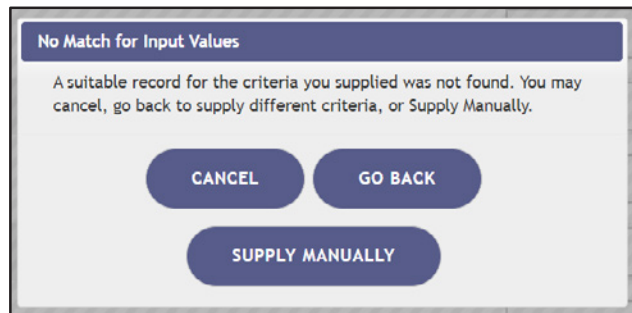 No Match for Input Values
A suitable record for the criteria you supplied was not found. You may
cancel, go back to supply different criteria, or Supply Manually.
CANCEL
GO BACK
SUPPLY MANUALLY